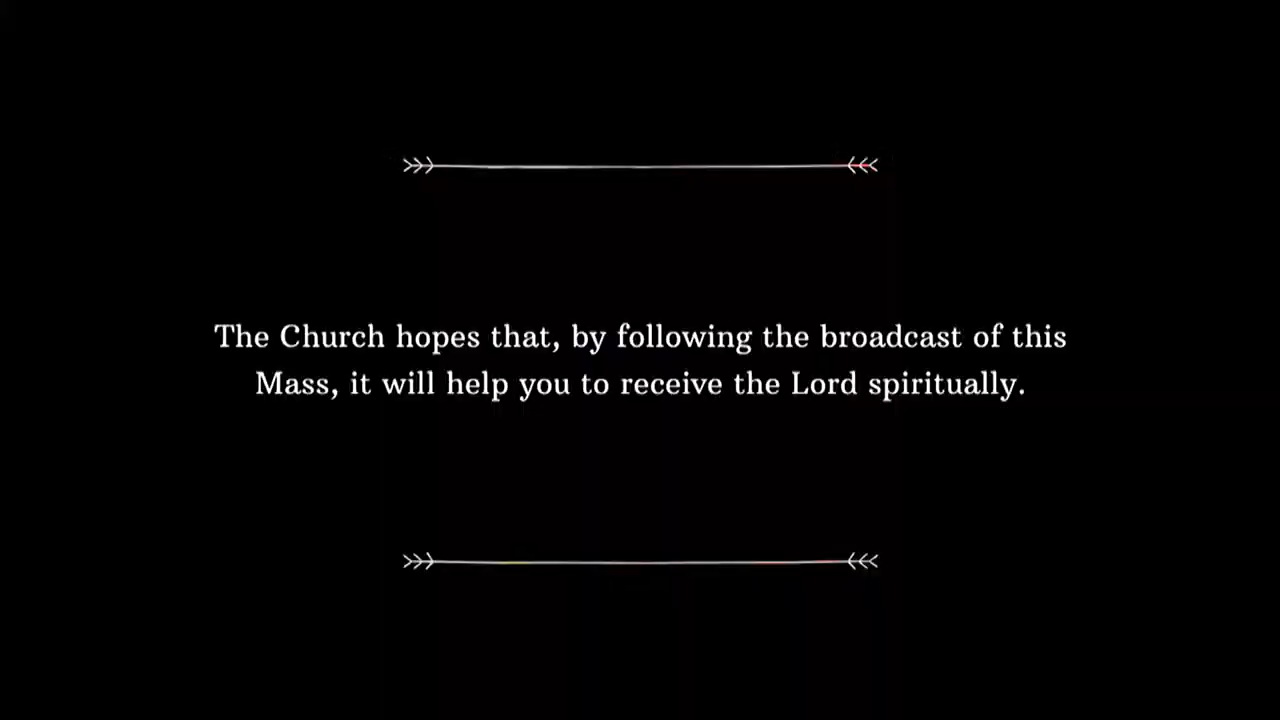 The Church hopes that, by following the broadcast of this
Mass, it will help you to receive the Lord spiritually.